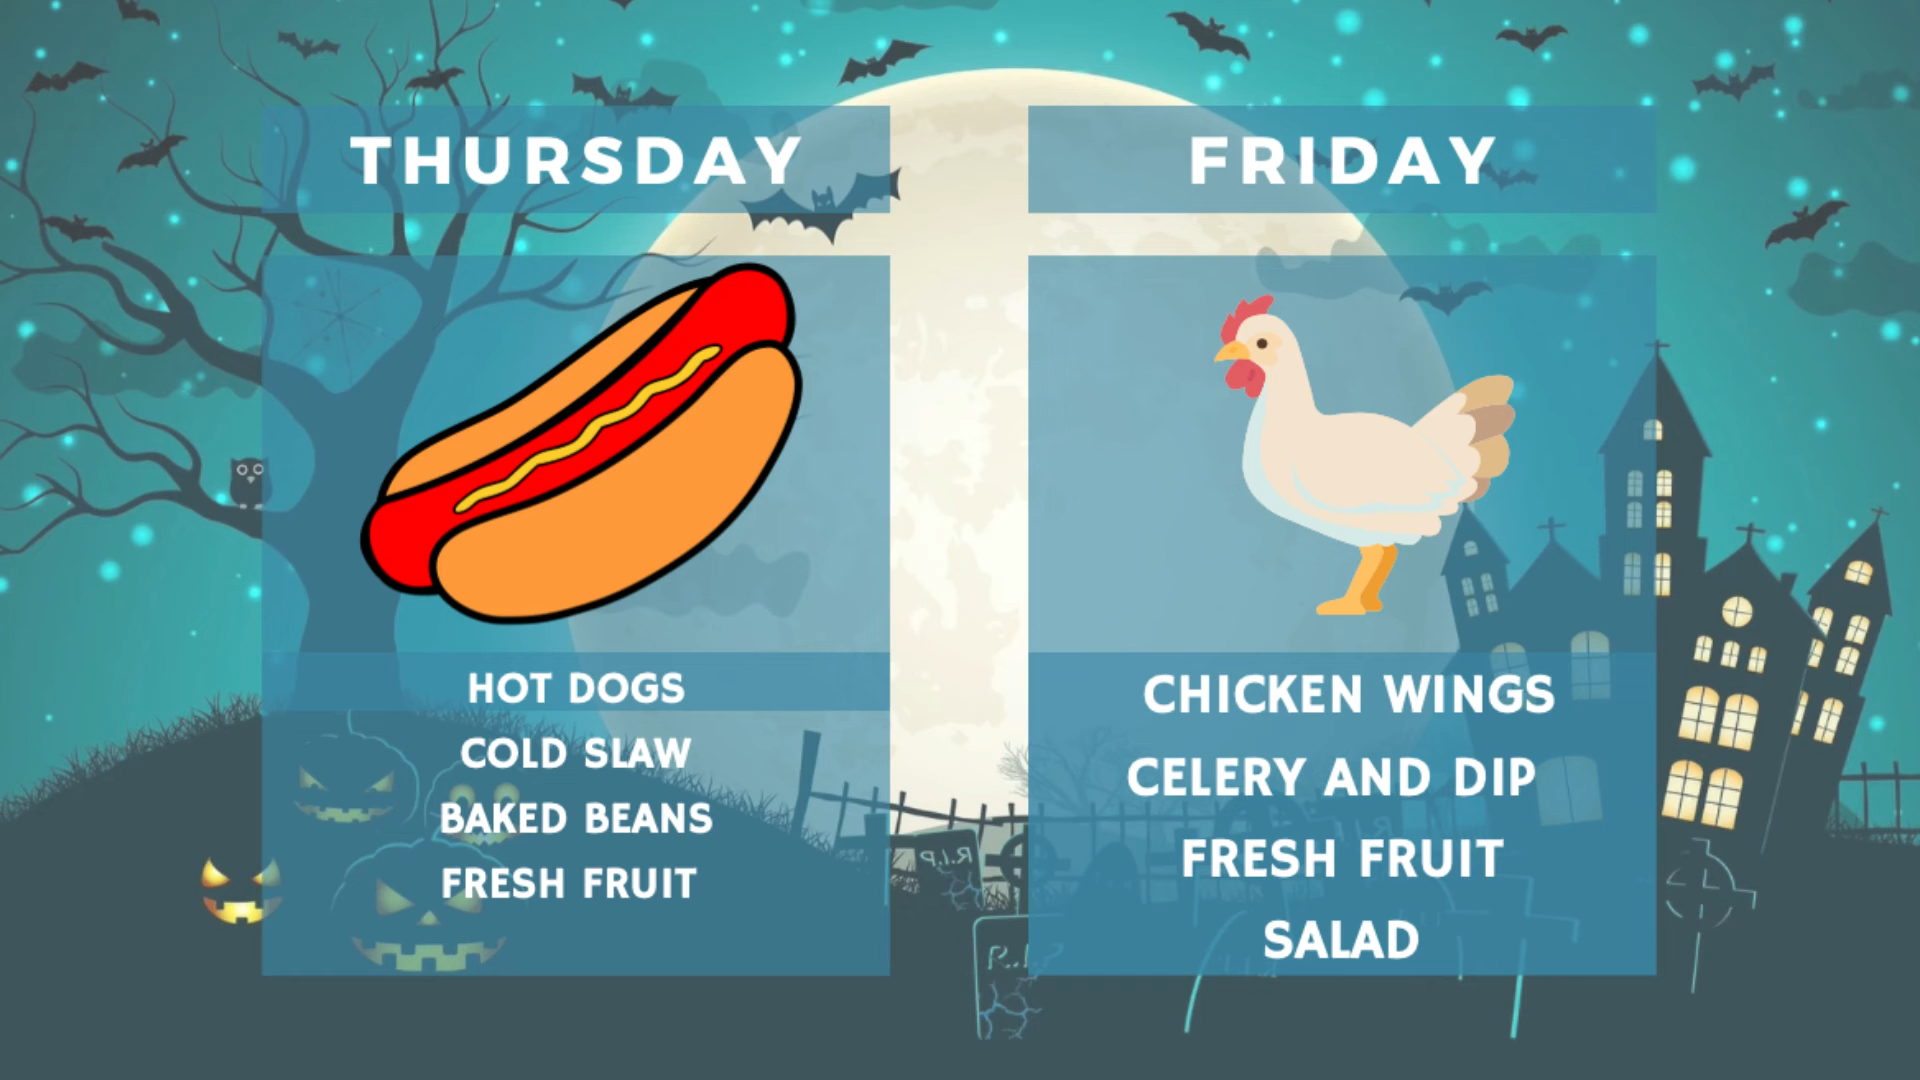 THURSDAY
HOT DOGS
COLD SLAW
BAKED BEANS
FRESH FRUIT
FRIDAY
CHICKEN WINGS
CELERY AND DIP
FRESH FRUIT
SALAD
R.I.P